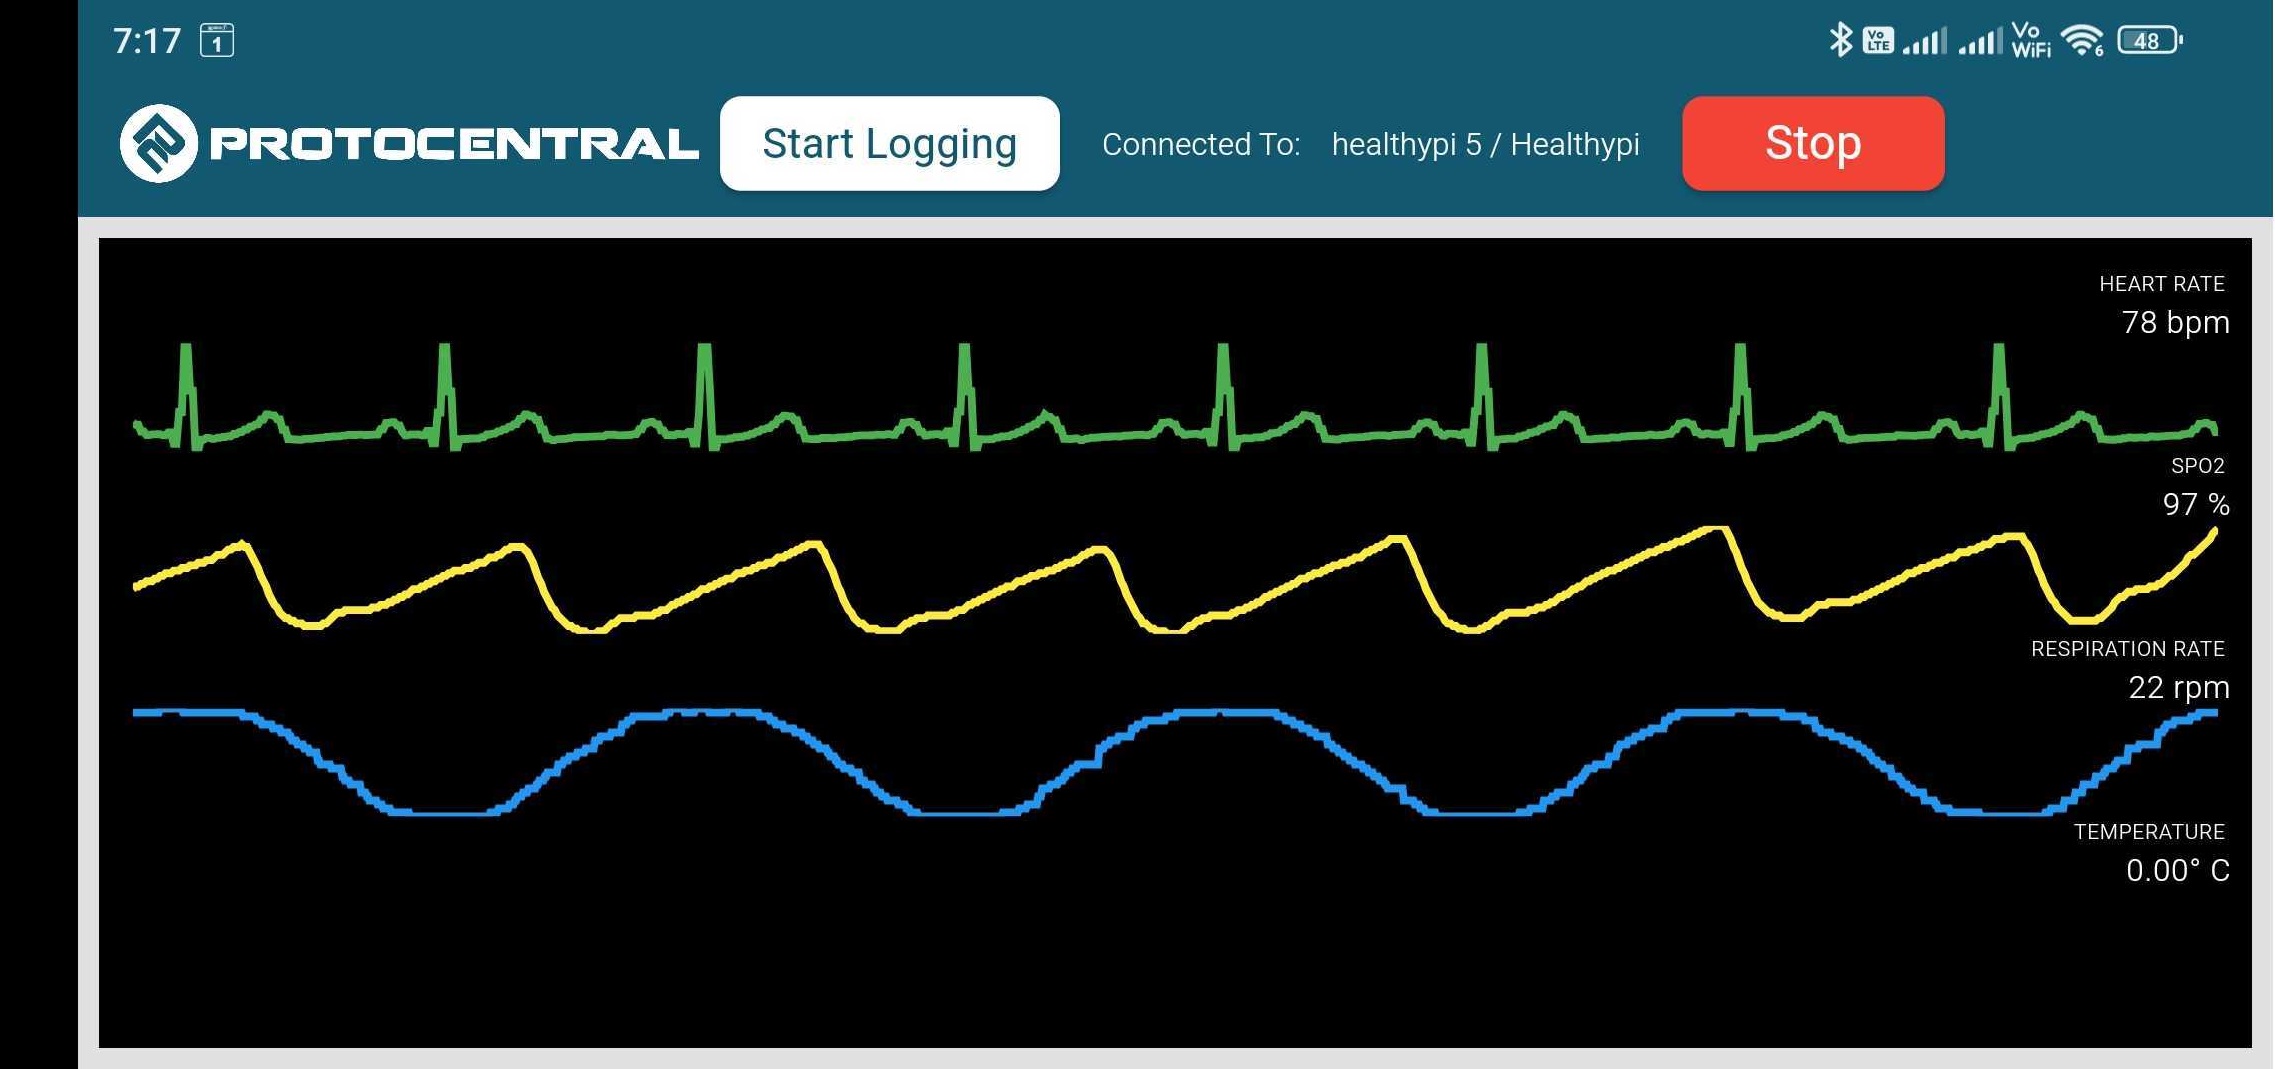 7:17 1 Vo LTE Vo WiFi 6 48
PROTOCENTRAL Start Logging Connected To: healthypi 5 / Healthypi Stop
HEART RATE
78 bpm
SPO2
97 %
RESPIRATION RATE
22 rpm
TEMPERATURE
0.00° C